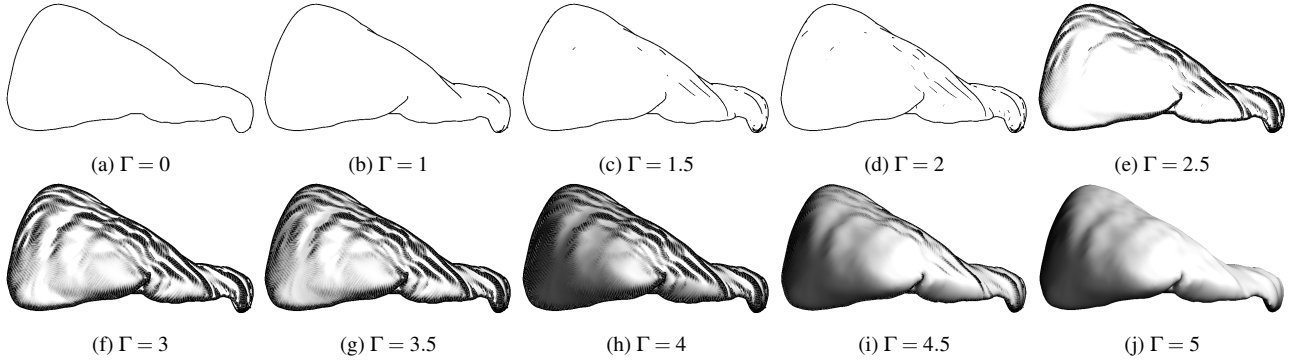 (a) Γ = 0
(b) Γ = 1
(c) Γ = 1.5
(d) Γ = 2
(e) Γ = 2.5
(f) Γ = 3
(g) Γ = 3.5
(h) Γ = 4
(i) Γ = 4.5
(j) Γ = 5